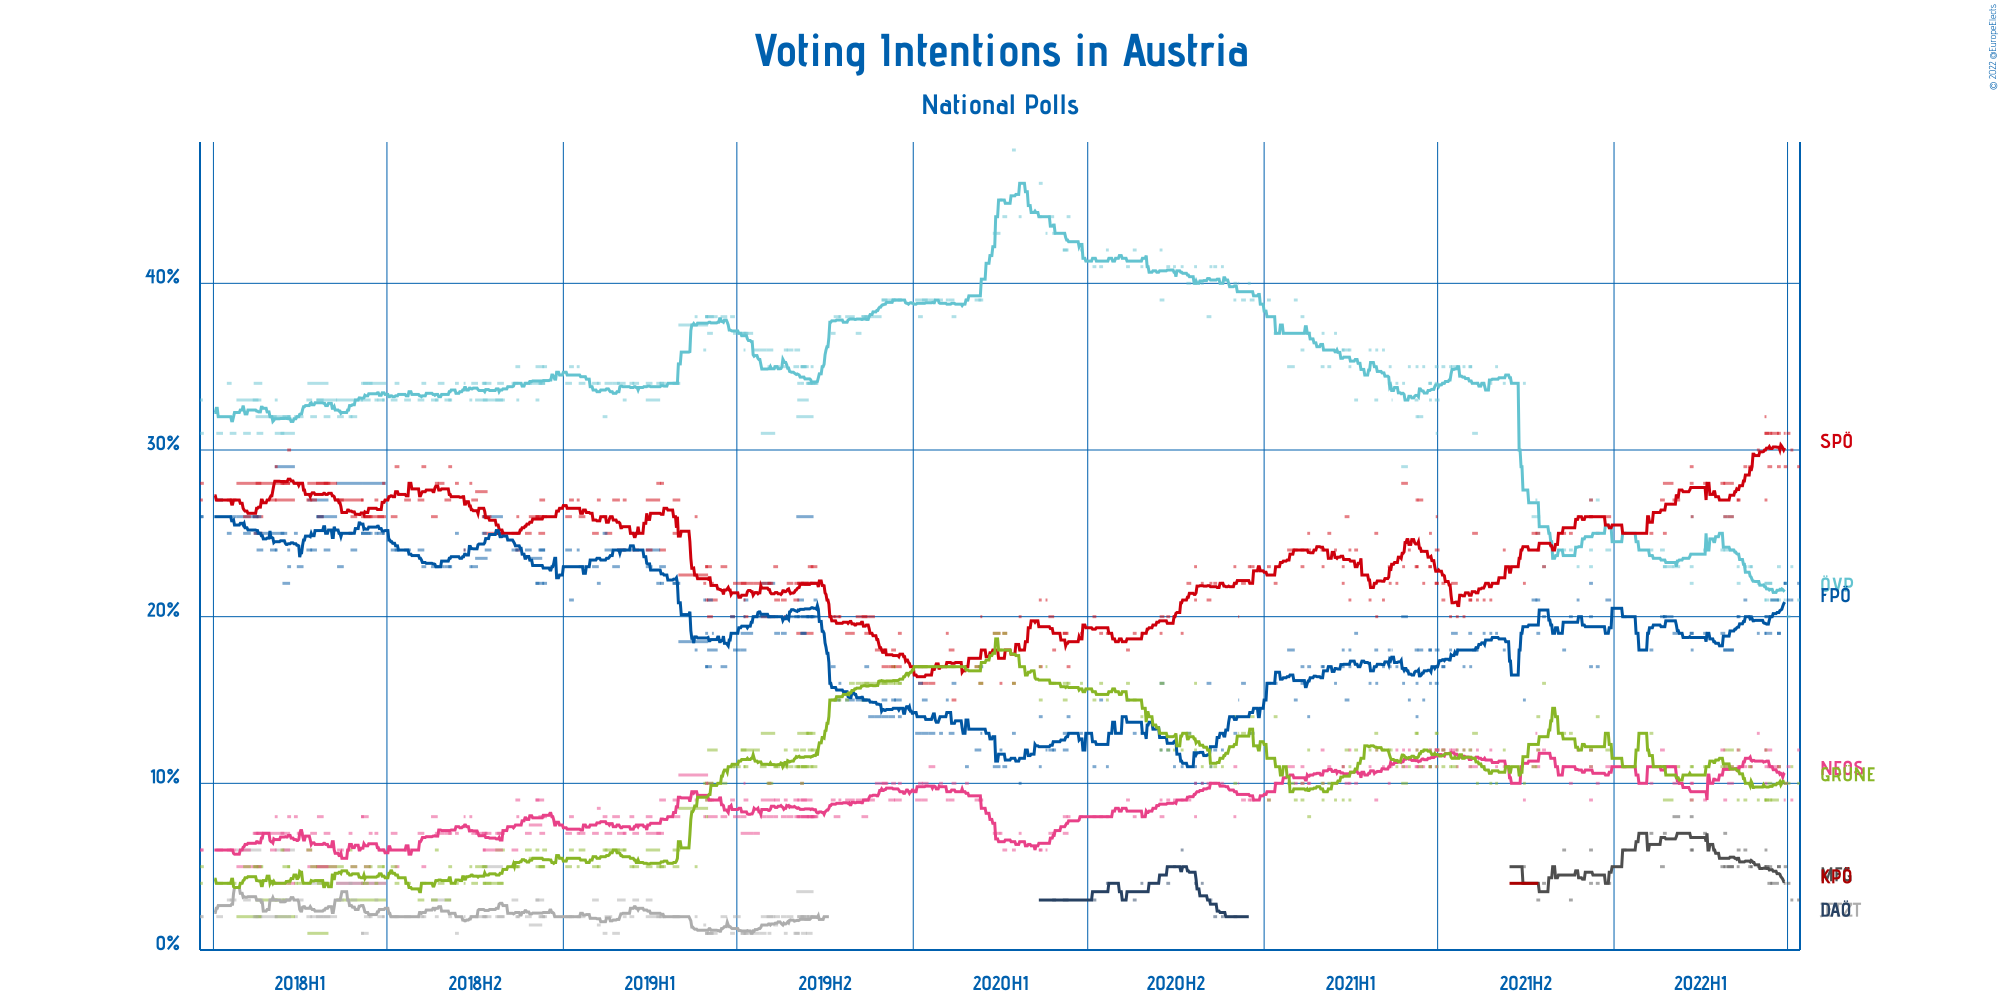 © 2022 @EuropeElects
Voting Intentions in Austria
National Polls
40%
30%
20%
10%
0%
SPÖ
ÖVP
FPÖ
NEOS
GRÜNE
KPÖ
DAÖ
2018H1
2018H2
2019H1
2019H2
2020H1
2020H2
2021H1
2021H2
2022H1